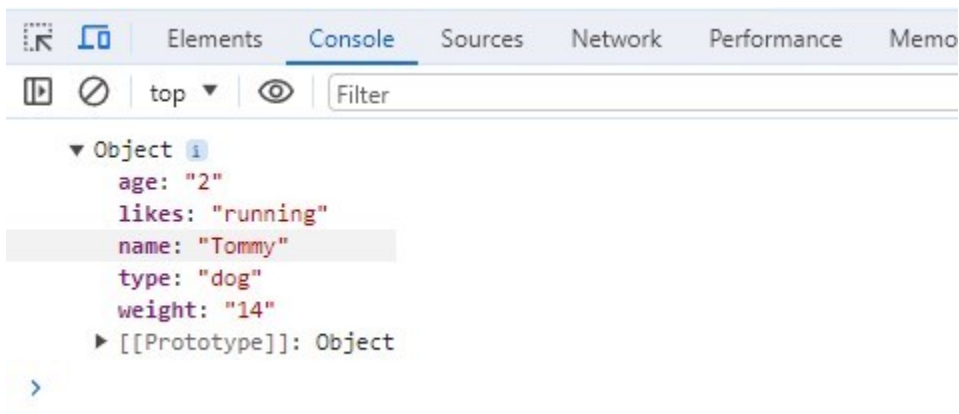 Elements Console Sources Network Performance Memo
top ▼ Filter
▼ Object i
age: "2"
likes: "running"
name: "Tommy"
type: "dog"
weight: "14"
▶ [[Prototype]]: Object
>